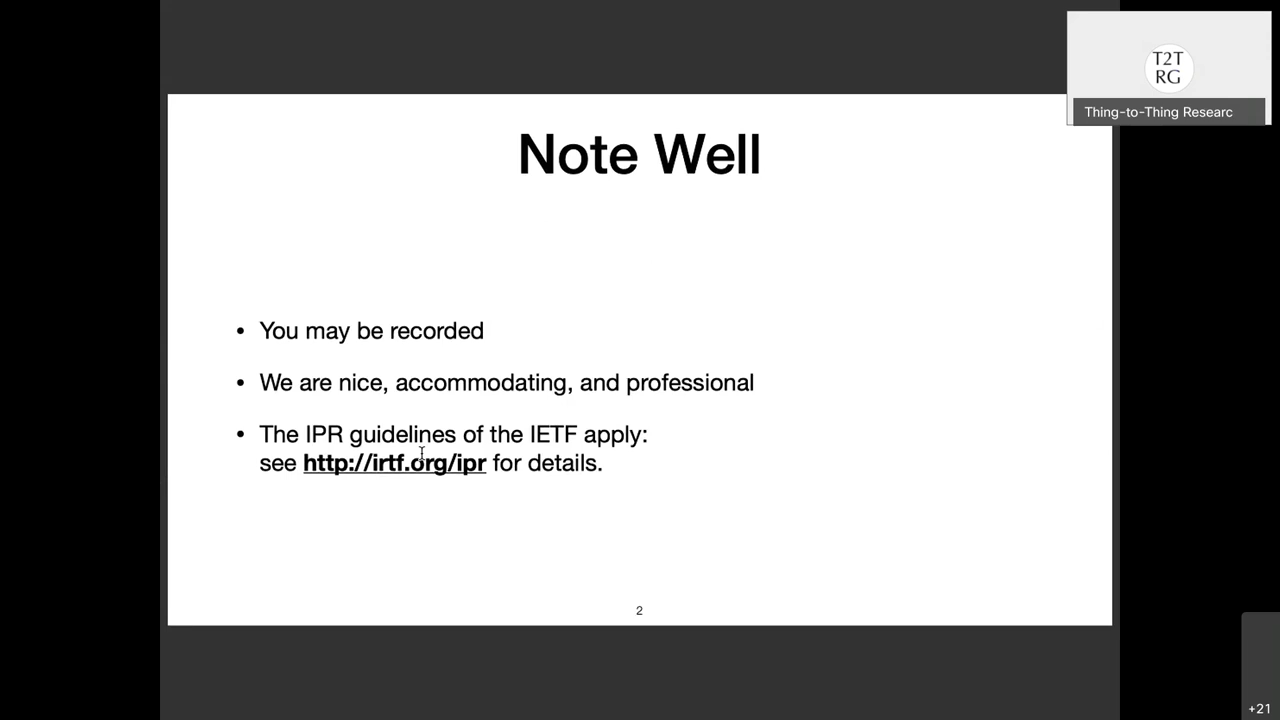 T2T
RG
Thing-to-Thing Researc
Note Well
• You may be recorded
• We are nice, accommodating, and professional
• The IPR guidelines of the IETF apply:
see http://irtf.org/ipr for details.
2
+21